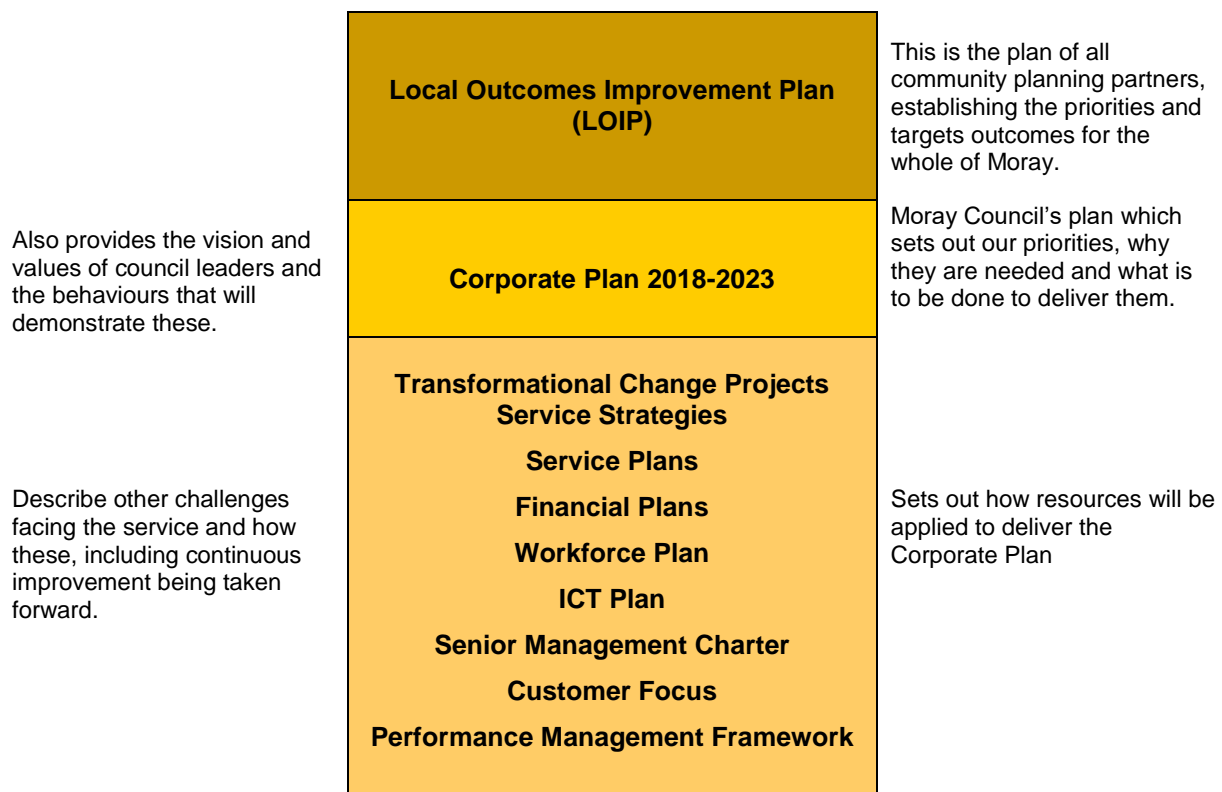 Local Outcomes Improvement Plan
(LOIP)
This is the plan of all
community planning partners,
establishing the priorities and
targets outcomes for the
whole of Moray.
Also provides the vision and
values of council leaders and
the behaviours that will
demonstrate these.
Corporate Plan 2018-2023
Moray Council’s plan which
sets out our priorities, why
they are needed and what is
to be done to deliver them.
Describe other challenges
facing the service and how
these, including continuous
improvement being taken
forward.
Transformational Change Projects
Service Strategies
Service Plans
Financial Plans
Workforce Plan
ICT Plan
Senior Management Charter
Customer Focus
Performance Management Framework
Sets out how resources will be
applied to deliver the
Corporate Plan